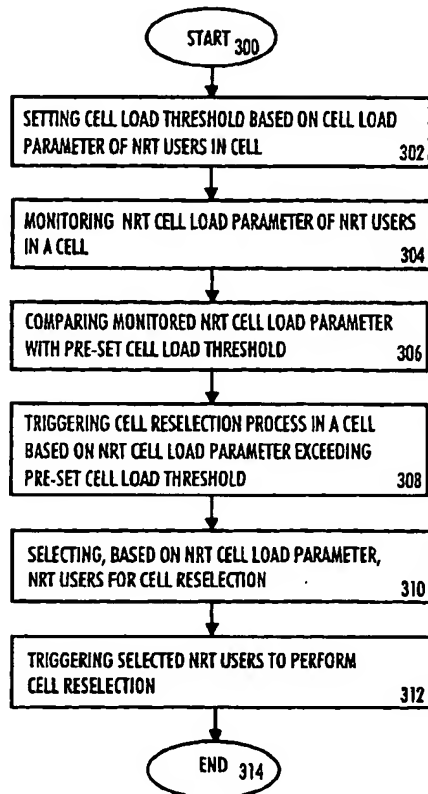 START 300
SETTING CELL LOAD THRESHOLD BASED ON CELL LOAD
PARAMETER OF NRT USERS IN CELL 302
MONITORING NRT CELL LOAD PARAMETER OF NRT USERS
IN A CELL 304
COMPARING MONITORED NRT CELL LOAD PARAMETER
WITH PRE-SET CELL LOAD THRESHOLD 306
TRIGGERING CELL RESELECTION PROCESS IN A CELL
BASED ON NRT CELL LOAD PARAMETER EXCEEDING
PRE-SET CELL LOAD THRESHOLD 308
SELECTING, BASED ON NRT CELL LOAD PARAMETER,
NRT USERS FOR CELL RESELECTION 310
TRIGGERING SELECTED NRT USERS TO PERFORM
CELL RESELECTION 312
END 314